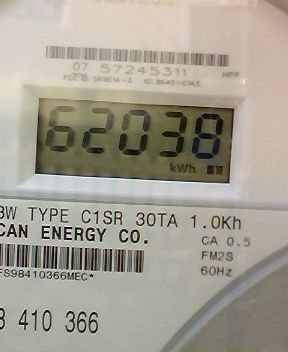 07 57245311
HPP
62038
kWh
3W TYPE C1SR 30TA 1.0Kh
CAN ENERGY CO.
CA 0.5
FM2S
60Hz
FS98410366MEC*
410 366